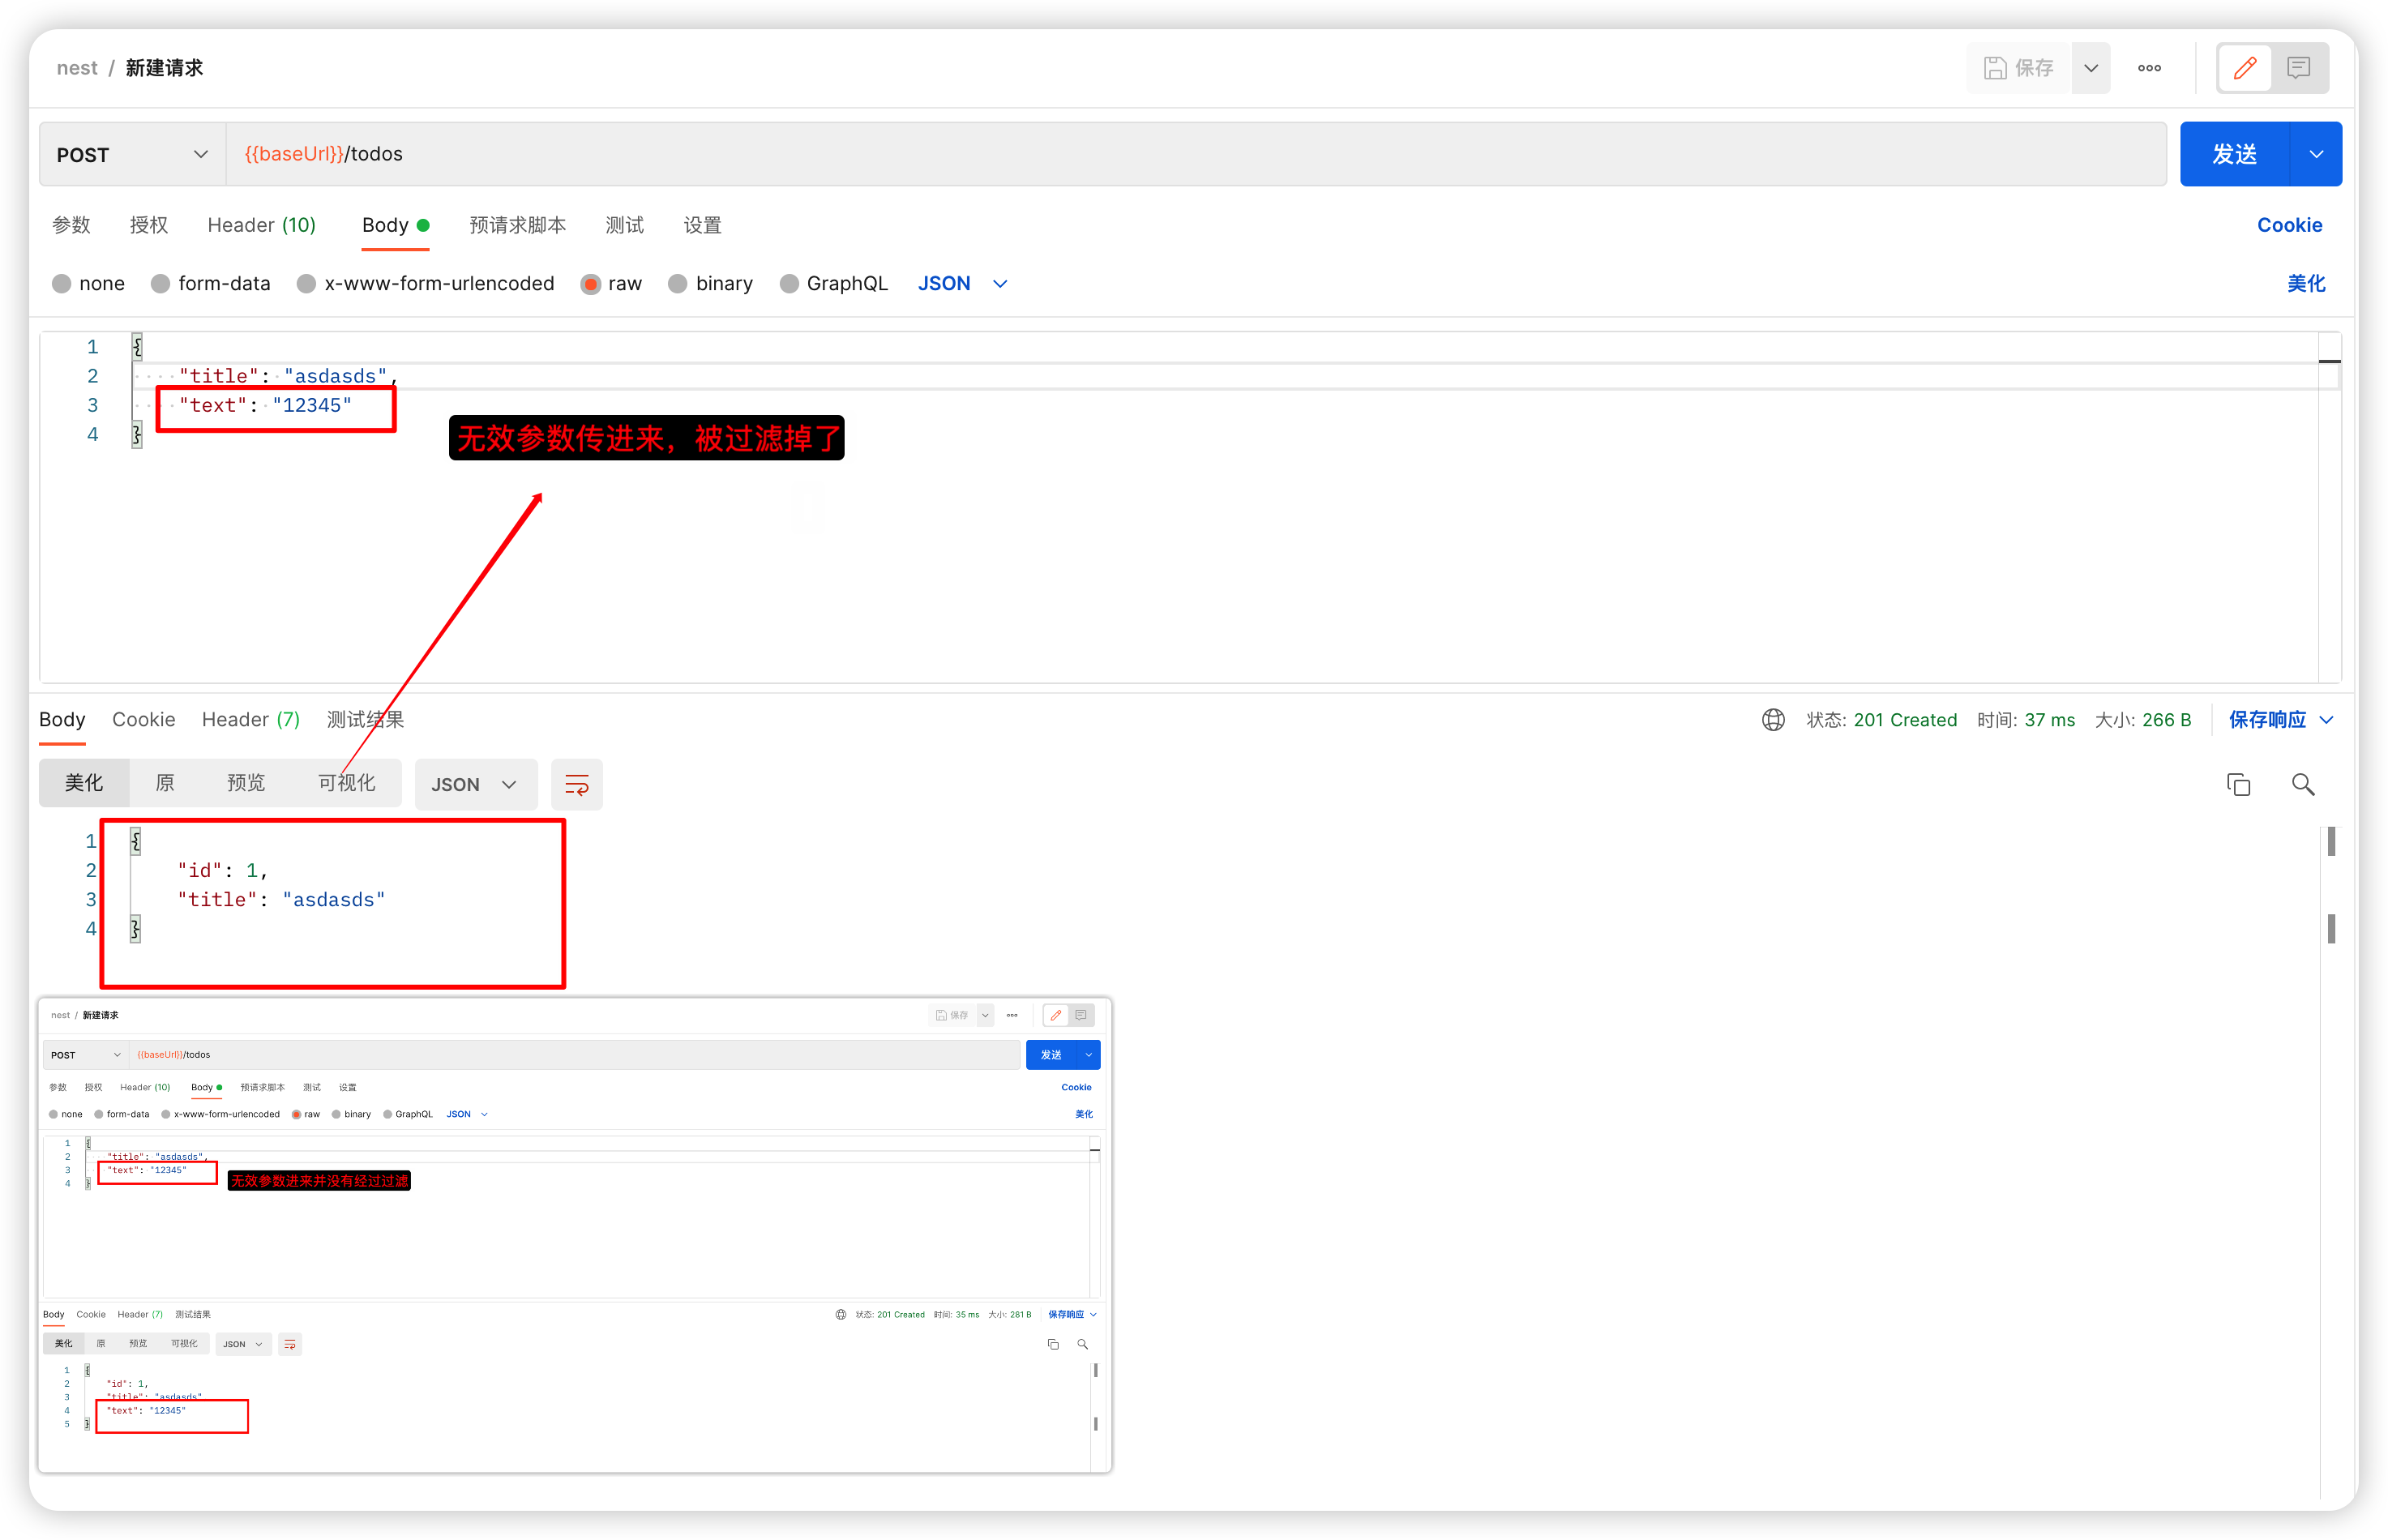 nest / 新建请求
保存
POST
{{baseUrl}}/todos
发送
参数 授权 Header (10) Body 预请求脚本 测试 设置
Cookie
none form-data x-www-form-urlencoded raw binary GraphQL JSON
美化
1 {
2 "title": "asdasds",
3 "text": "12345"
4 }
无效参数传进来，被过滤掉了
Body Cookie Header (7) 测试结果
状态: 201 Created 时间: 37 ms 大小: 266 B 保存响应
美化 原 预览 可视化 JSON
1 {
2 "id": 1,
3 "title": "asdasds"
4 }
nest / 新建请求
保存
POST
{{baseUrl}}/todos
发送
参数 授权 Header (10) Body 预请求脚本 测试 设置
Cookie
none form-data x-www-form-urlencoded raw binary GraphQL JSON
美化
1 {
2 "title": "asdasds",
3 "text": "12345"
4 }
无效参数进来并没有经过过滤
Body Cookie Header (7) 测试结果
状态: 201 Created 时间: 35 ms 大小: 281 B 保存响应
美化 原 预览 可视化 JSON
1 {
2 "id": 1,
3 "title": "asdasds",
4 "text": "12345"
5 }